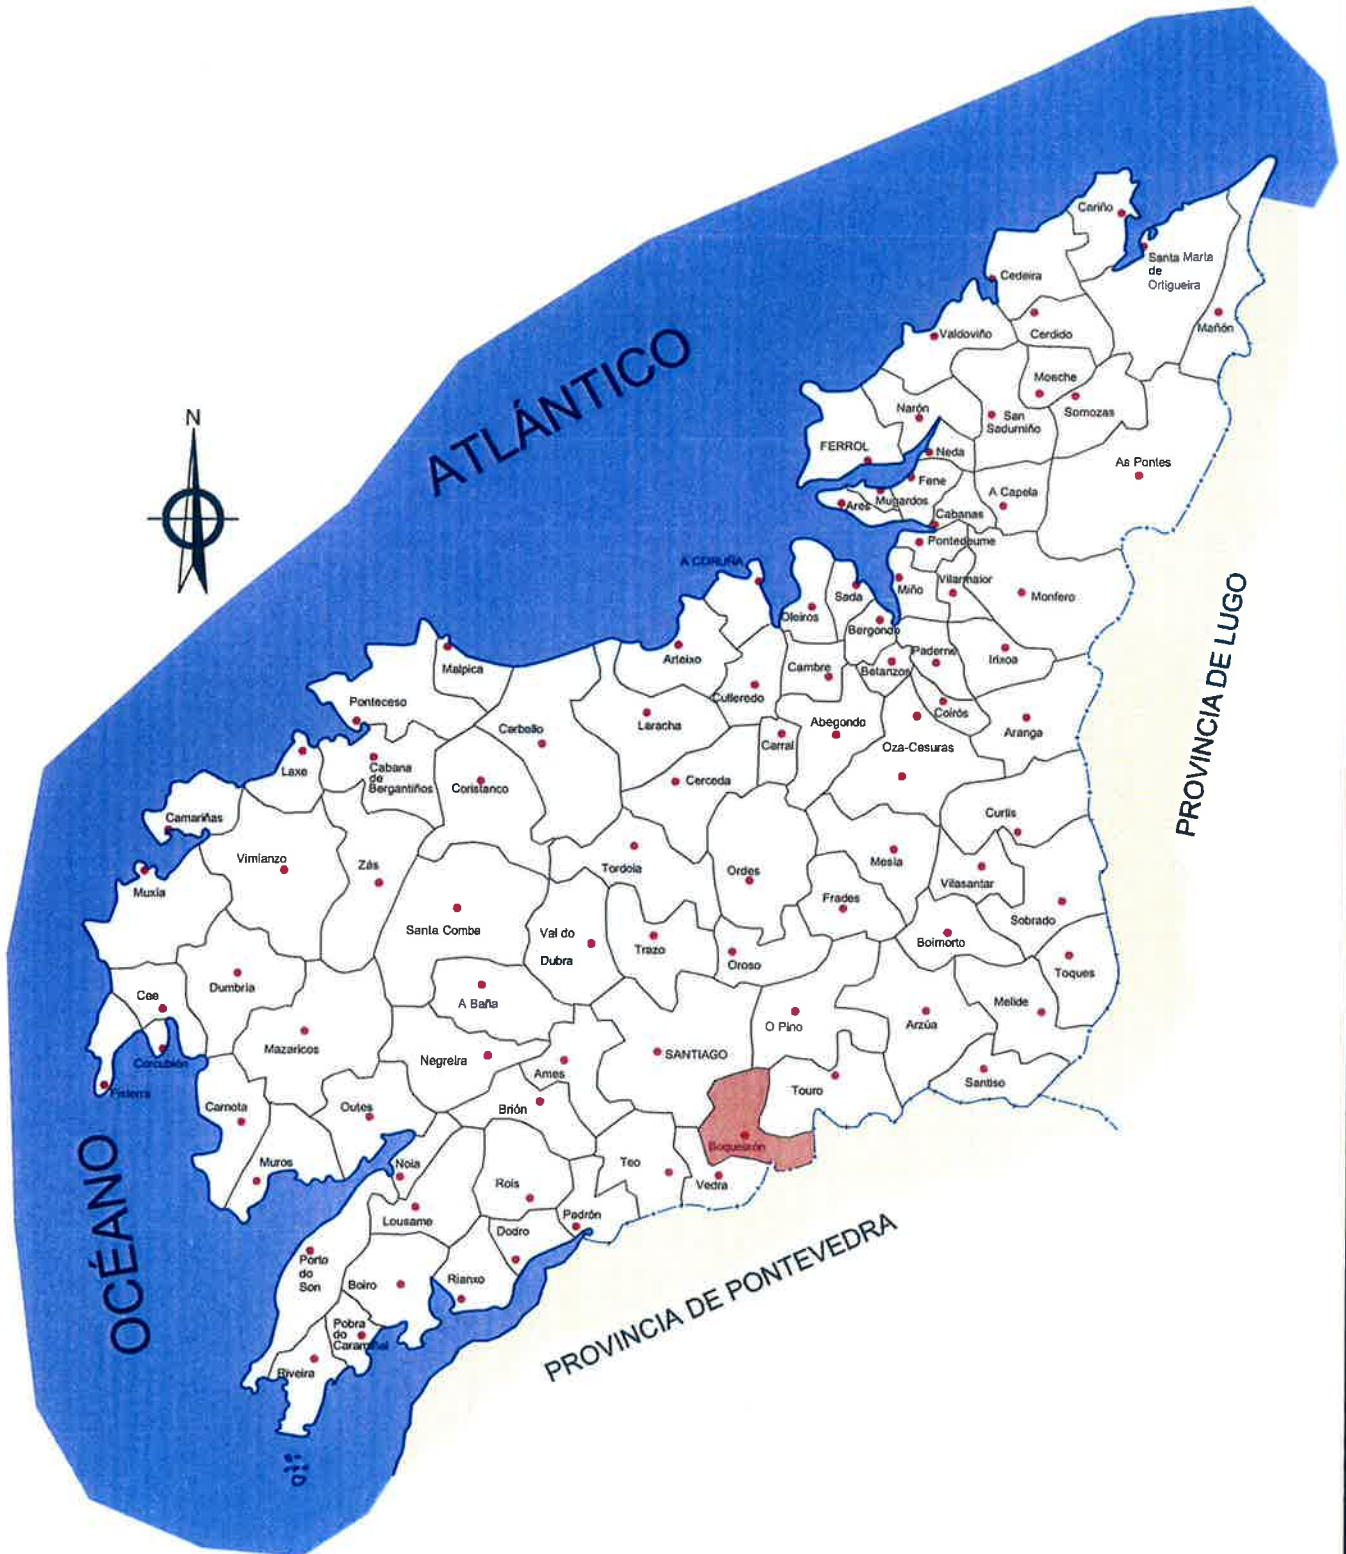 Cariño
Santa Marta
de
Ortigueira
Cedeira
Mañón
Valdoviño
Cerdido
ATLÁNTICO
Mosche
Narón
San
Sadurniño
Somozas
N
FERROL
Neda
As Pontes
Fene
Mugardos
A Capela
Ares
Cabanas
Pontedeume
A CORUÑA
Vilarmaior
Miño
Sada
Monfero
Oleiros
Bergondo
Paderne
Irixoa
Arteixo
Cambre
Betanzos
Malpica
Culleredo
Ponteceso
Coirós
Laracha
Abegondo
Carballo
Aranga
Carral
Oza-Cesuras
PROVINCIA DE LUGO
Laxe
Cabana
de
Bergantiños
Coristanco
Cerceda
Curtis
Camariñas
Vimianzo
Zás
Tordoia
Ordes
Mesía
Vilasantar
Muxía
Frades
Sobrado
Santa Comba
Val do
Dubra
Trazo
Boimorto
Oroso
Toques
Dumbría
Cee
A Baña
Melide
O Pino
Arzúa
Mazaricos
Negreira
SANTIAGO
Corcubión
Ames
Santiso
Fisterra
Touro
Carnota
Outes
Brión
Boqueixón
OCÉANO
Muros
Noia
Teo
Rois
Vedra
Lousame
Padrón
Dodro
Porto
do
Son
Boiro
Rianxo
Pobra
do
Caramiñal
Riveira
PROVINCIA DE PONTEVEDRA